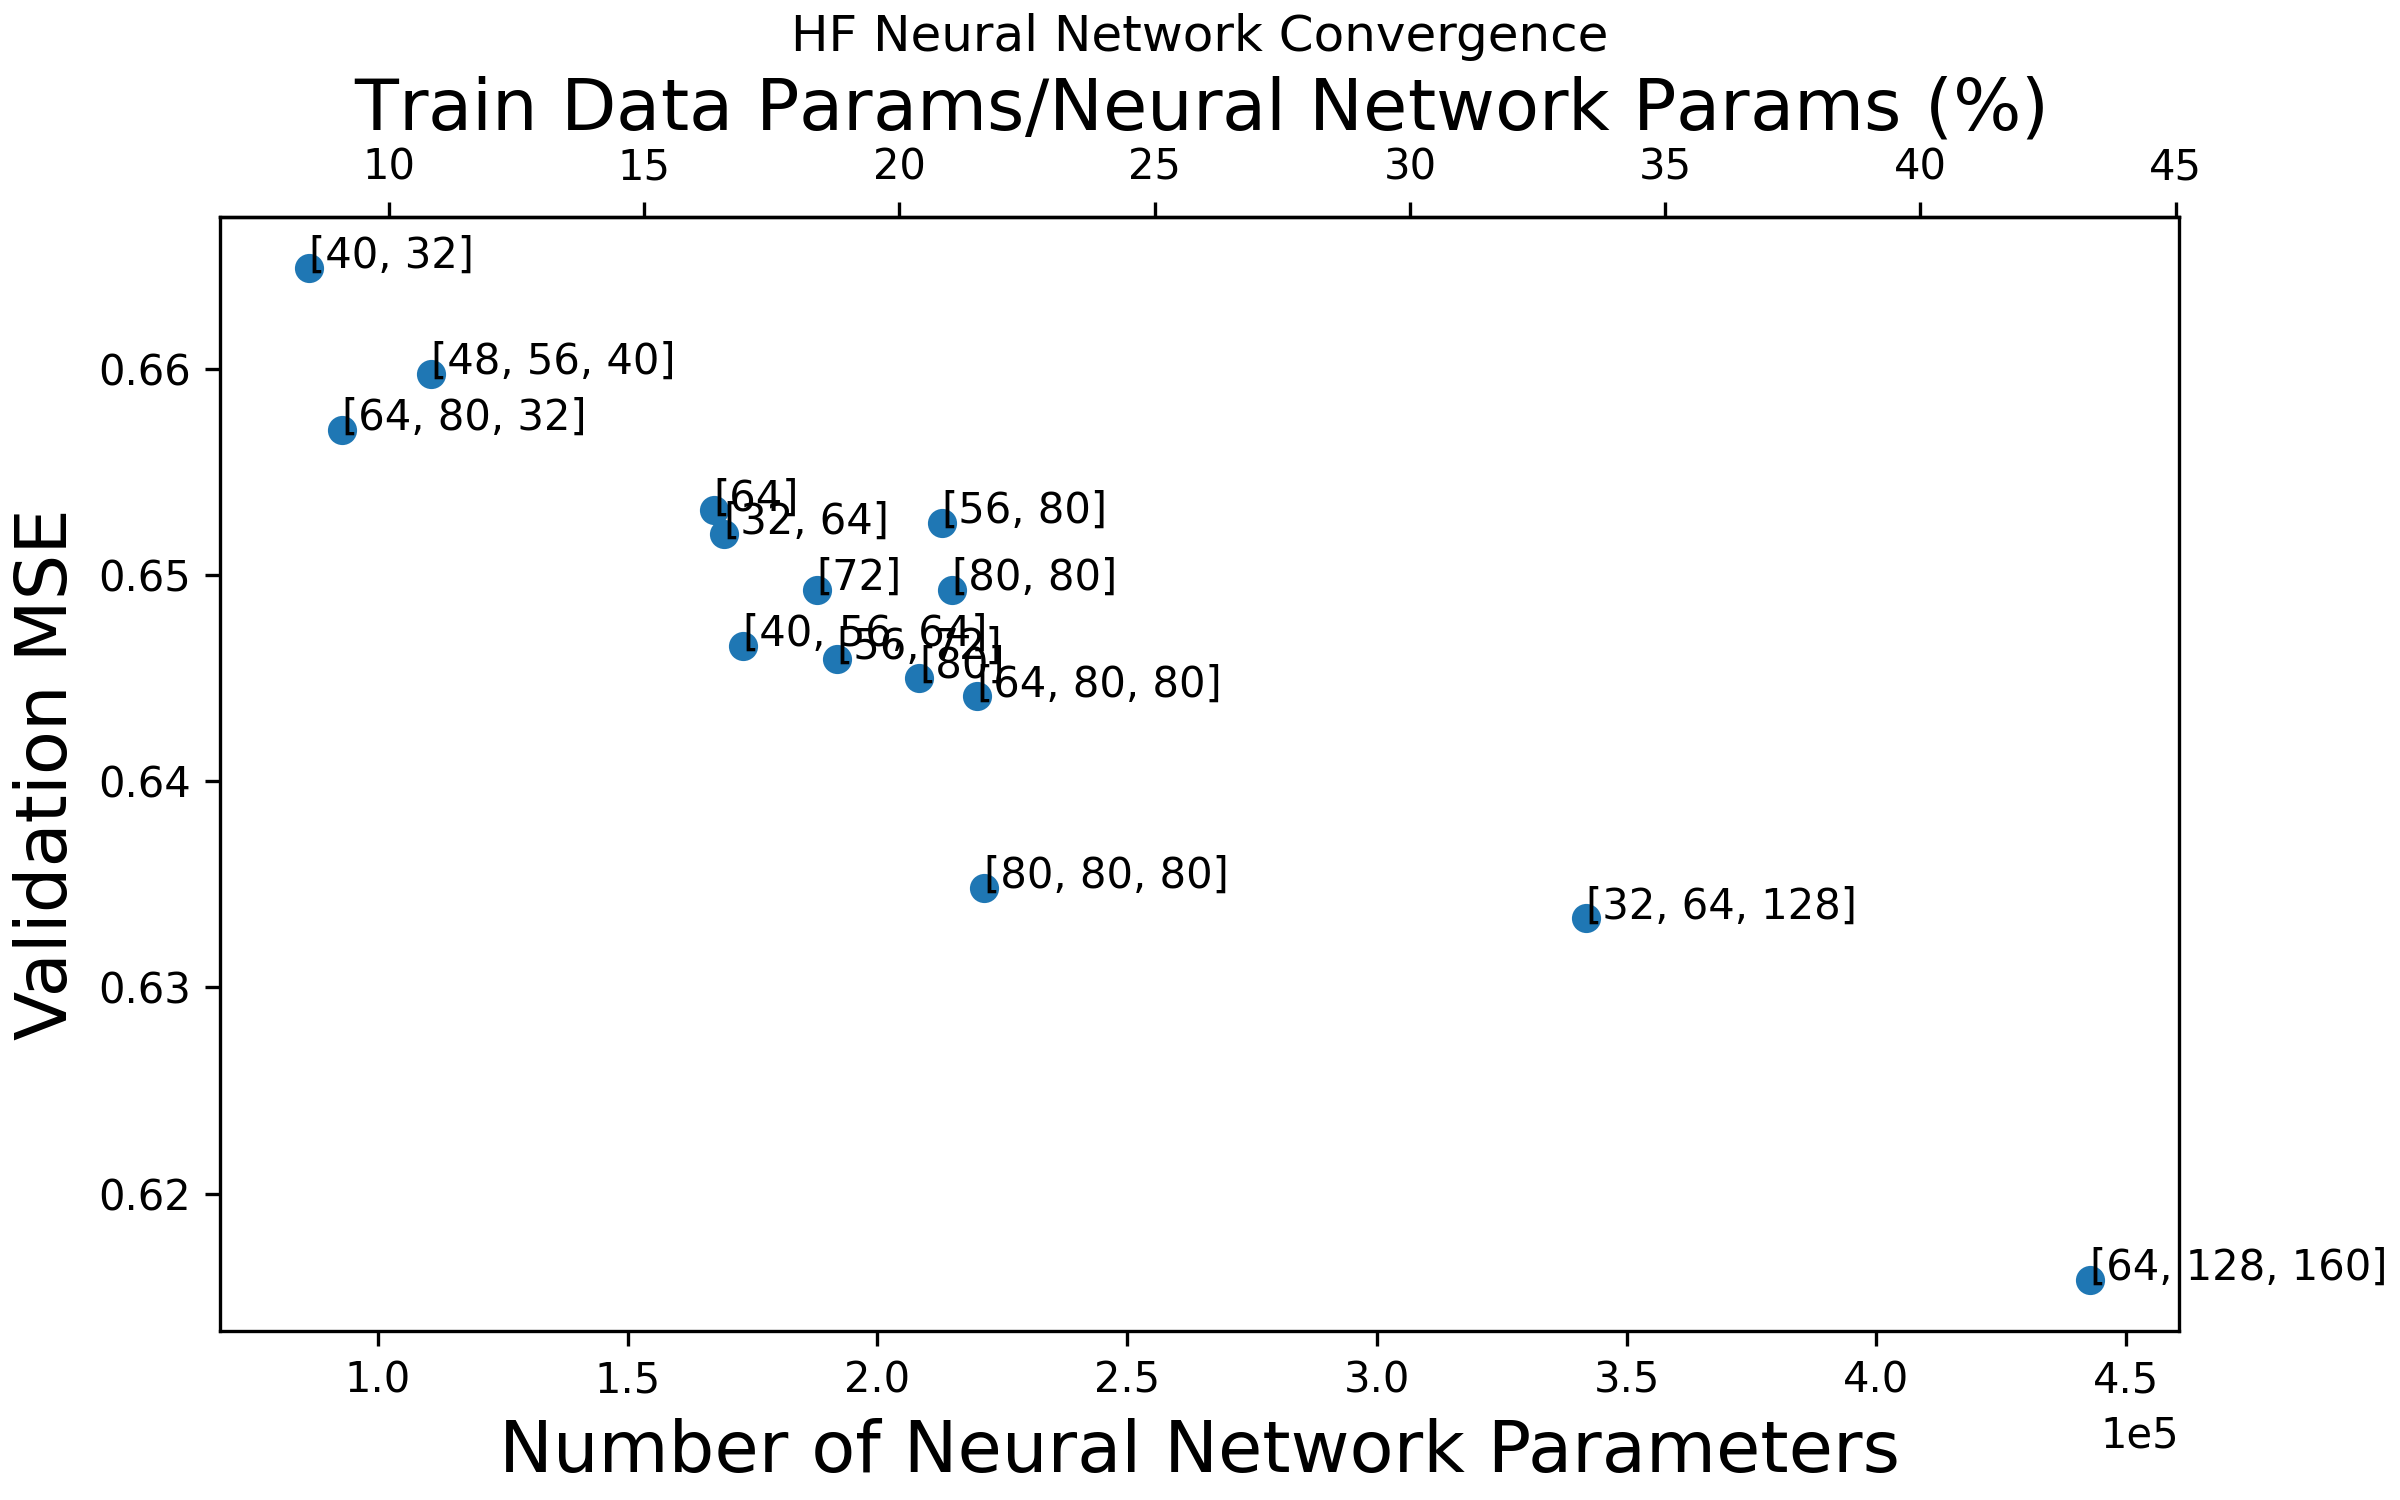 HF Neural Network Convergence
Train Data Params/Neural Network Params (%)
10 15 20 25 30 35 40 45
[40, 32]
[48, 56, 40]
0.66
[64, 80, 32]
[64]
[56, 80]
[32, 64]
0.65
[72]
[80, 80]
[40, 56, 64]
[56, 72]
[80]
[64, 80, 80]
Validation MSE
0.64
[80, 80, 80]
[32, 64, 128]
0.63
0.62
[64, 128, 160]
1.0 1.5 2.0 2.5 3.0 3.5 4.0 4.5
1e5
Number of Neural Network Parameters